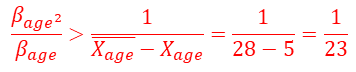 β_{age²} / β_{age} > 1 / (\overline{X_{age}} − X_{age}) = 1 / (28 − 5) = 1 / 23